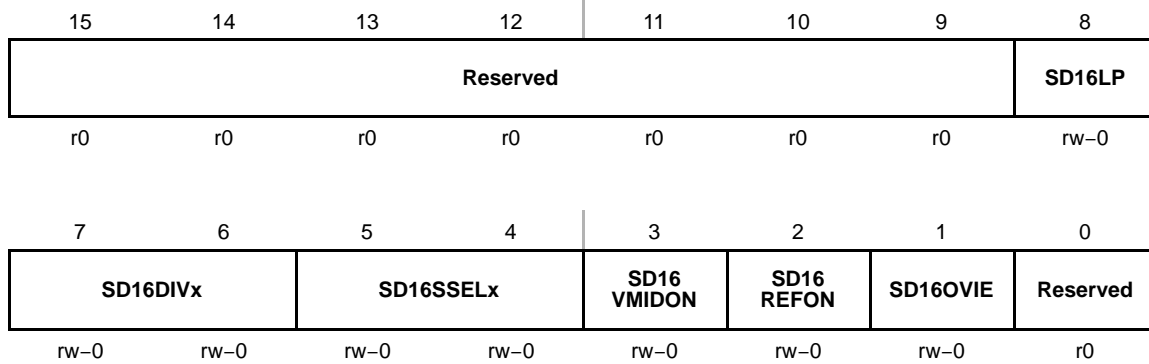 15 14 13 12 11 10 9 8
Reserved SD16LP
r0 r0 r0 r0 r0 r0 r0 rw−0
7 6 5 4 3 2 1 0
SD16DIVx SD16SSELx SD16 VMIDON SD16 REFON SD16OVIE Reserved
rw−0 rw−0 rw−0 rw−0 rw−0 rw−0 rw−0 r0